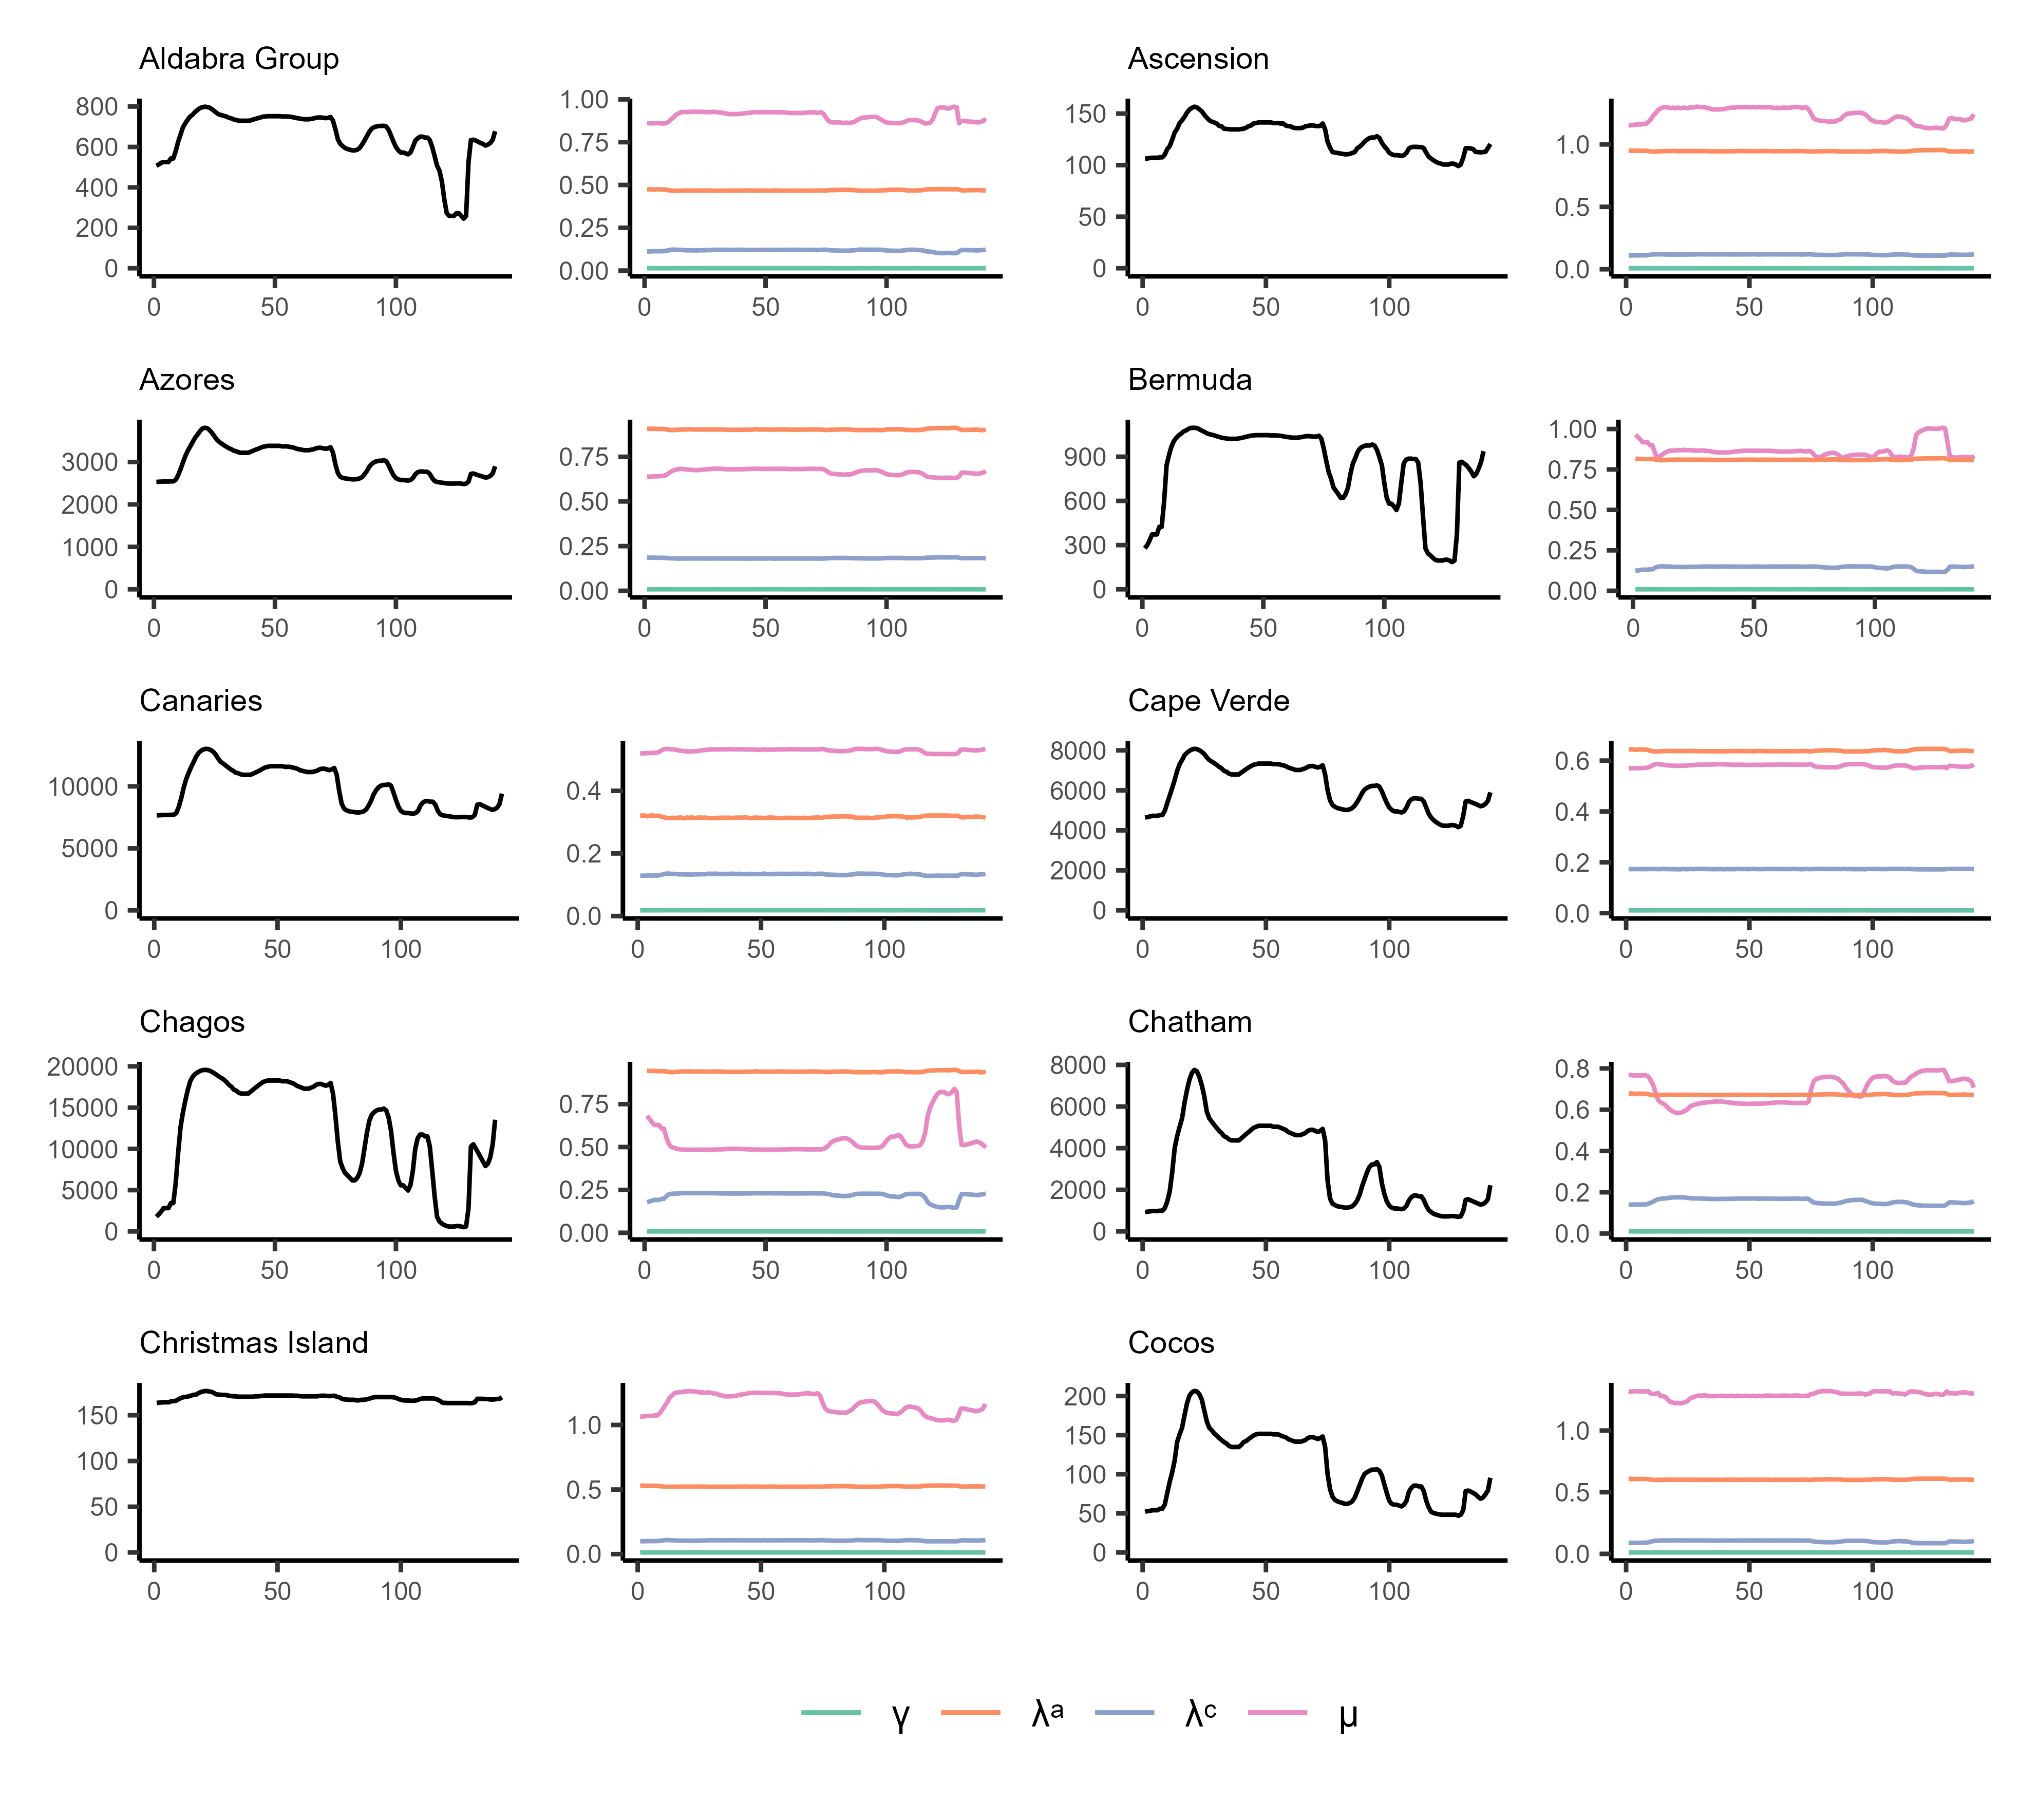 Aldabra Group
Ascension
800
600
400
200
0
0 50 100
1.00
0.75
0.50
0.25
0.00
0 50 100
150
100
50
0
0 50 100
1.0
0.5
0.0
0 50 100
Azores
Bermuda
3000
2000
1000
0
0 50 100
0.75
0.50
0.25
0.00
0 50 100
900
600
300
0
0 50 100
1.00
0.75
0.50
0.25
0.00
0 50 100
Canaries
Cape Verde
10000
5000
0
0 50 100
0.4
0.2
0.0
0 50 100
8000
6000
4000
2000
0
0 50 100
0.6
0.4
0.2
0.0
0 50 100
Chagos
Chatham
20000
15000
10000
5000
0
0 50 100
0.75
0.50
0.25
0.00
0 50 100
8000
6000
4000
2000
0
0 50 100
0.8
0.6
0.4
0.2
0.0
0 50 100
Christmas Island
Cocos
150
100
50
0
0 50 100
1.0
0.5
0.0
0 50 100
200
150
100
50
0
0 50 100
1.0
0.5
0.0
0 50 100
γ λᵃ λᶜ μ